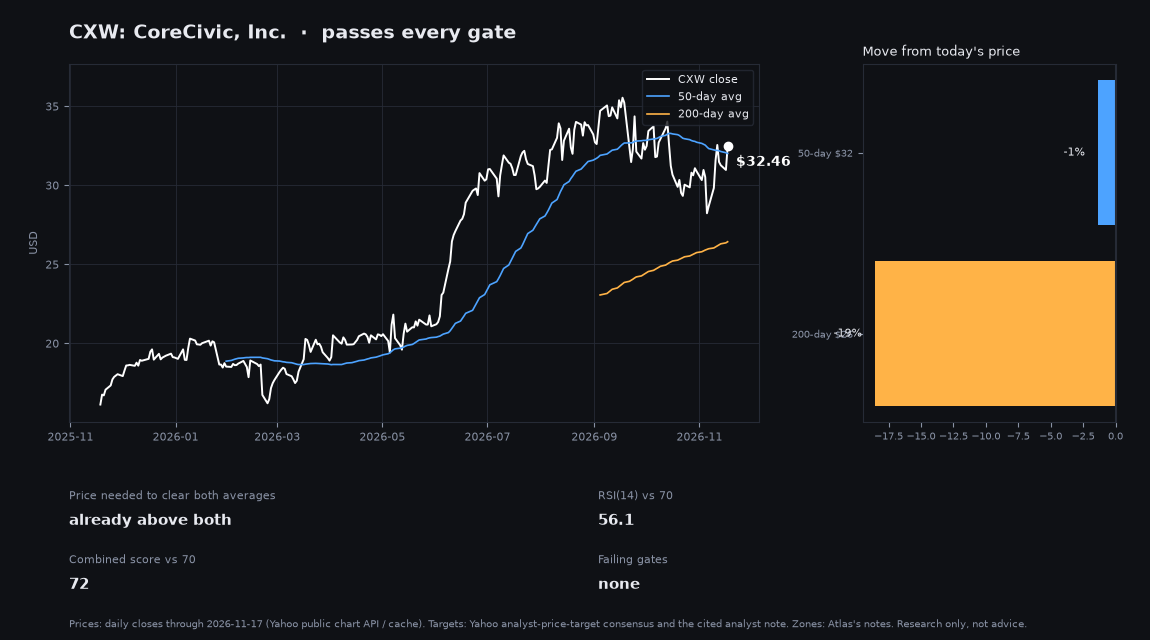 CXW: CoreCivic, Inc. · passes every gate
Move from today's price
CXW close
50-day avg
200-day avg
35
30
25
20
USD
$32.46
2025-11 2026-01 2026-03 2026-05 2026-07 2026-09 2026-11
50-day $32
-1%
200-day
-19%
−17.5 −15.0 −12.5 −10.0 −7.5 −5.0 −2.5 0.0
Price needed to clear both averages
already above both
RSI(14) vs 70
56.1
Combined score vs 70
72
Failing gates
none
Prices: daily closes through 2026-11-17 (Yahoo public chart API / cache). Targets: Yahoo analyst-price-target consensus and the cited analyst note. Zones: Atlas's notes. Research only, not advice.